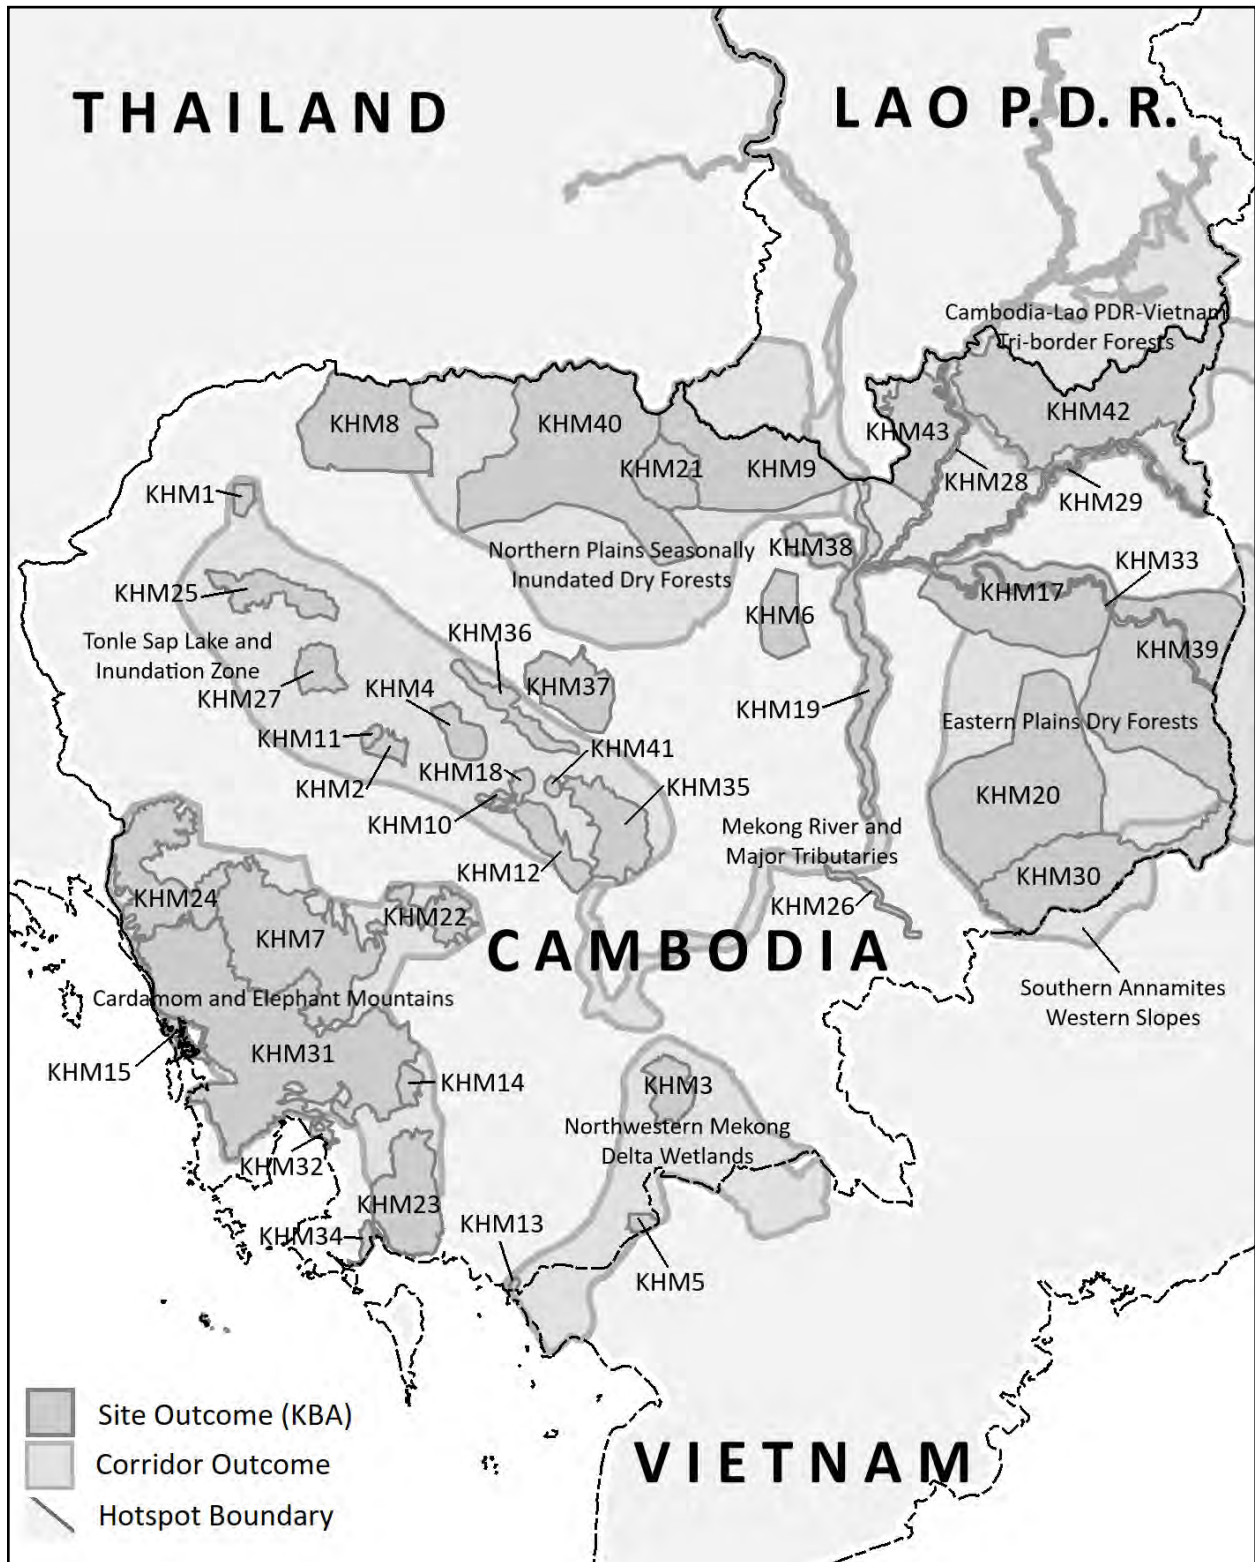 THAILAND
LAO P.D.R.
Cambodia-Lao PDR-Vietnam
Tri-border Forests
KHM8
KHM40
KHM42
KHM43
KHM21
KHM9
KHM28
KHM1
KHM29
Northern Plains Seasonally
Inundated Dry Forests
KHM38
KHM33
KHM25
KHM17
KHM6
KHM36
Tonle Sap Lake and
Inundation Zone
KHM39
KHM27
KHM4
KHM37
KHM19
Eastern Plains Dry Forests
KHM11
KHM41
KHM2
KHM18
KHM35
KHM20
KHM10
Mekong River and
Major Tributaries
KHM12
KHM30
KHM24
KHM26
KHM22
KHM7
CAMBODIA
Southern Annamites
Western Slopes
Cardamom and Elephant Mountains
KHM31
KHM15
KHM14
KHM3
Northwestern Mekong
Delta Wetlands
KHM32
KHM23
KHM13
KHM34
KHM5
Site Outcome (KBA)
Corridor Outcome
Hotspot Boundary
VIETNAM